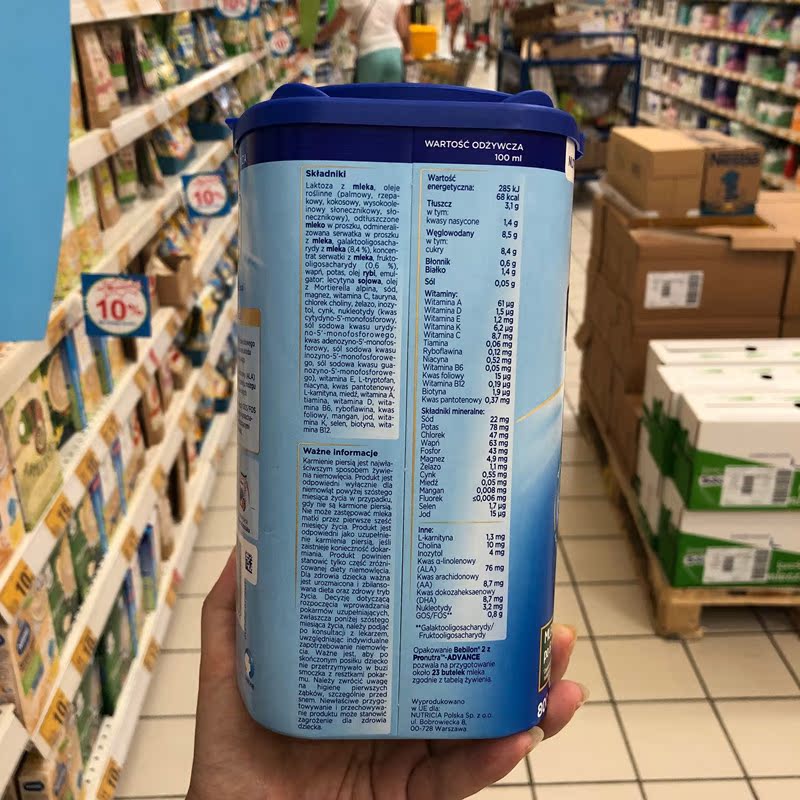 WARTOŚĆ ODŻYWCZA
100 ml
Składniki
Laktoza z mleka, oleje
roślinne (palmowy, rzepa-
kowy, kokosowy, wysokoole-
inowy słonecznikowy, sło-
necznikowy), odtłuszczone
mleko w proszku, odminerali-
zowana serwatka w proszku
z mleka, galaktooligosacha-
rydy z mleka (8,4 %), koncen-
trat serwatki z mleka, frukto-
oligosacharydy (0,6 %),
wapń, potas, olej rybi, emul-
gator: lecytyna sojowa, olej
z Mortierella alpina, sód,
magnez, witamina C, tauryna,
chlorek choliny, żelazo, inozy-
tol, cynk, nukleotydy (kwas
cytydyno-5'-monofosforowy,
sól sodowa kwasu urydy-
no-5'-monofosforowego,
kwas adenozyno-5'-monofos-
forowy, sól sodowa kwasu
inozyno-5'-monofosforowe-
go, sól sodowa kwasu gua-
nozyno-5'-monofosforowe-
go), witamina E, L-tryptofan,
niacyna, kwas pantotenowy,
L-karnityna, miedź, witamina A,
tiamina, witamina D, wita-
mina B6, ryboflawina, kwas
foliowy, mangan, jod, wita-
mina K, selen, biotyna, wita-
mina B12.
Ważne informacje
Karmienie piersią jest najwła-
ściwszym sposobem żywie-
nia niemowlęcia. Produkt jest
odpowiedni wyłącznie dla
niemowląt powyżej szóstego
miesiąca życia w przypadku,
gdy nie są karmione piersią.
Nie może zastępować mleka
matki przez pierwsze sześć
miesięcy życia. Produkt jest
odpowiedni jako uzupełnie-
nie karmienia piersią, jeśli
zaistnieje konieczność dokar-
miania. Produkt powinien
stanowić tylko część zróżni-
cowanej diety niemowlęcia.
Dla zdrowia dziecka ważna
jest urozmaicona i zbilanso-
wana dieta oraz zdrowy tryb
życia. Decyzję dotyczącą
rozpoczęcia wprowadzania
pokarmów uzupełniających,
zwłaszcza poniżej szóstego
miesiąca życia, należy podjąć
po konsultacji z lekarzem,
uwzględniając indywidualne
zapotrzebowanie niemowlę-
cia. Ważne jest, aby po
skończonym posiłku dziecko
nie przetrzymywało w buzi
smoczka z resztkami pokar-
mu. Należy zwrócić uwagę
na higienę pierwszych
ząbków, szczególnie przed
snem. Niewłaściwe przygo-
towywanie i przechowywa-
nie produktu może stanowić
zagrożenie dla zdrowia
dziecka.
Wartość
energetyczna: 285 kJ
68 kcal
Tłuszcz 3,1 g
w tym:
kwasy nasycone 1,4 g
Węglowodany 8,5 g
w tym:
cukry 8,4 g
Błonnik 0,6 g
Białko 1,4 g
Sól 0,05 g
Witaminy:
Witamina A 61 µg
Witamina D 1,5 µg
Witamina E 1,2 mg
Witamina K 6,2 µg
Witamina C 8,7 mg
Tiamina 0,06 mg
Ryboflawina 0,12 mg
Niacyna 0,52 mg
Witamina B6 0,05 mg
Kwas foliowy 15 µg
Witamina B12 0,19 µg
Biotyna 1,9 µg
Kwas pantotenowy 0,37 mg
Składniki mineralne:
Sód 22 mg
Potas 78 mg
Chlorek 47 mg
Wapń 63 mg
Fosfor 43 mg
Magnez 4,9 mg
Żelazo 1,1 mg
Cynk 0,55 mg
Miedź 0,05 mg
Mangan 0,008 mg
Fluorek ≤0,006 mg
Selen 1,7 µg
Jod 15 µg
Inne:
L-karnityna 1,3 mg
Cholina 10 mg
Inozytol 4 mg
Kwas α-linolenowy
(ALA) 76 mg
Kwas arachidonowy
(AA) 8,7 mg
Kwas dokozaheksaenowy
(DHA) 8,7 mg
Nukleotydy 3,2 mg
GOS/FOS** 0,8 g
**Galaktooligosacharydy/
Fruktooligosacharydy
Opakowanie Bebilon® 2 z
Pronutra™-ADVANCE
pozwala na przygotowanie
około 23 butelek mleka
zgodnie z tabelą żywienia.
Wyprodukowano
w UE dla:
NUTRICIA Polska Sp. z o.o.
ul. Bobrowiecka 8,
00-728 Warszawa
10%
10%
Nestlé